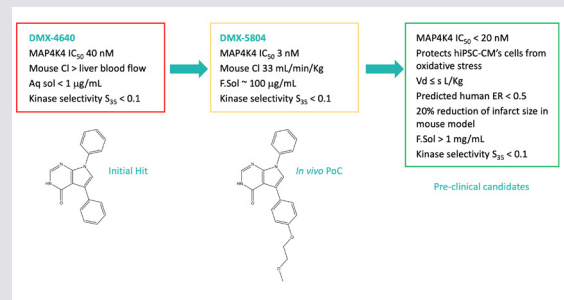 DMX-4640
MAP4K4 IC50 40 nM
Mouse Cl > liver blood flow
Aq sol < 1 µg/mL
Kinase selectivity S35 < 0.1
Initial Hit
N
N
N
HN
O
DMX-5804
MAP4K4 IC50 3 nM
Mouse Cl 33 mL/min/Kg
F.Sol ~ 100 µg/mL
Kinase selectivity S35 < 0.1
In vivo PoC
N
N
N
HN
O
O
O
MAP4K4 IC50 < 20 nM
Protects hiPSC-CM's cells from
oxidative stress
Vd ≤ s L/Kg
Predicted human ER < 0.5
20% reduction of infarct size in
mouse model
F.Sol > 1 mg/mL
Kinase selectivity S35 < 0.1
Pre-clinical candidates